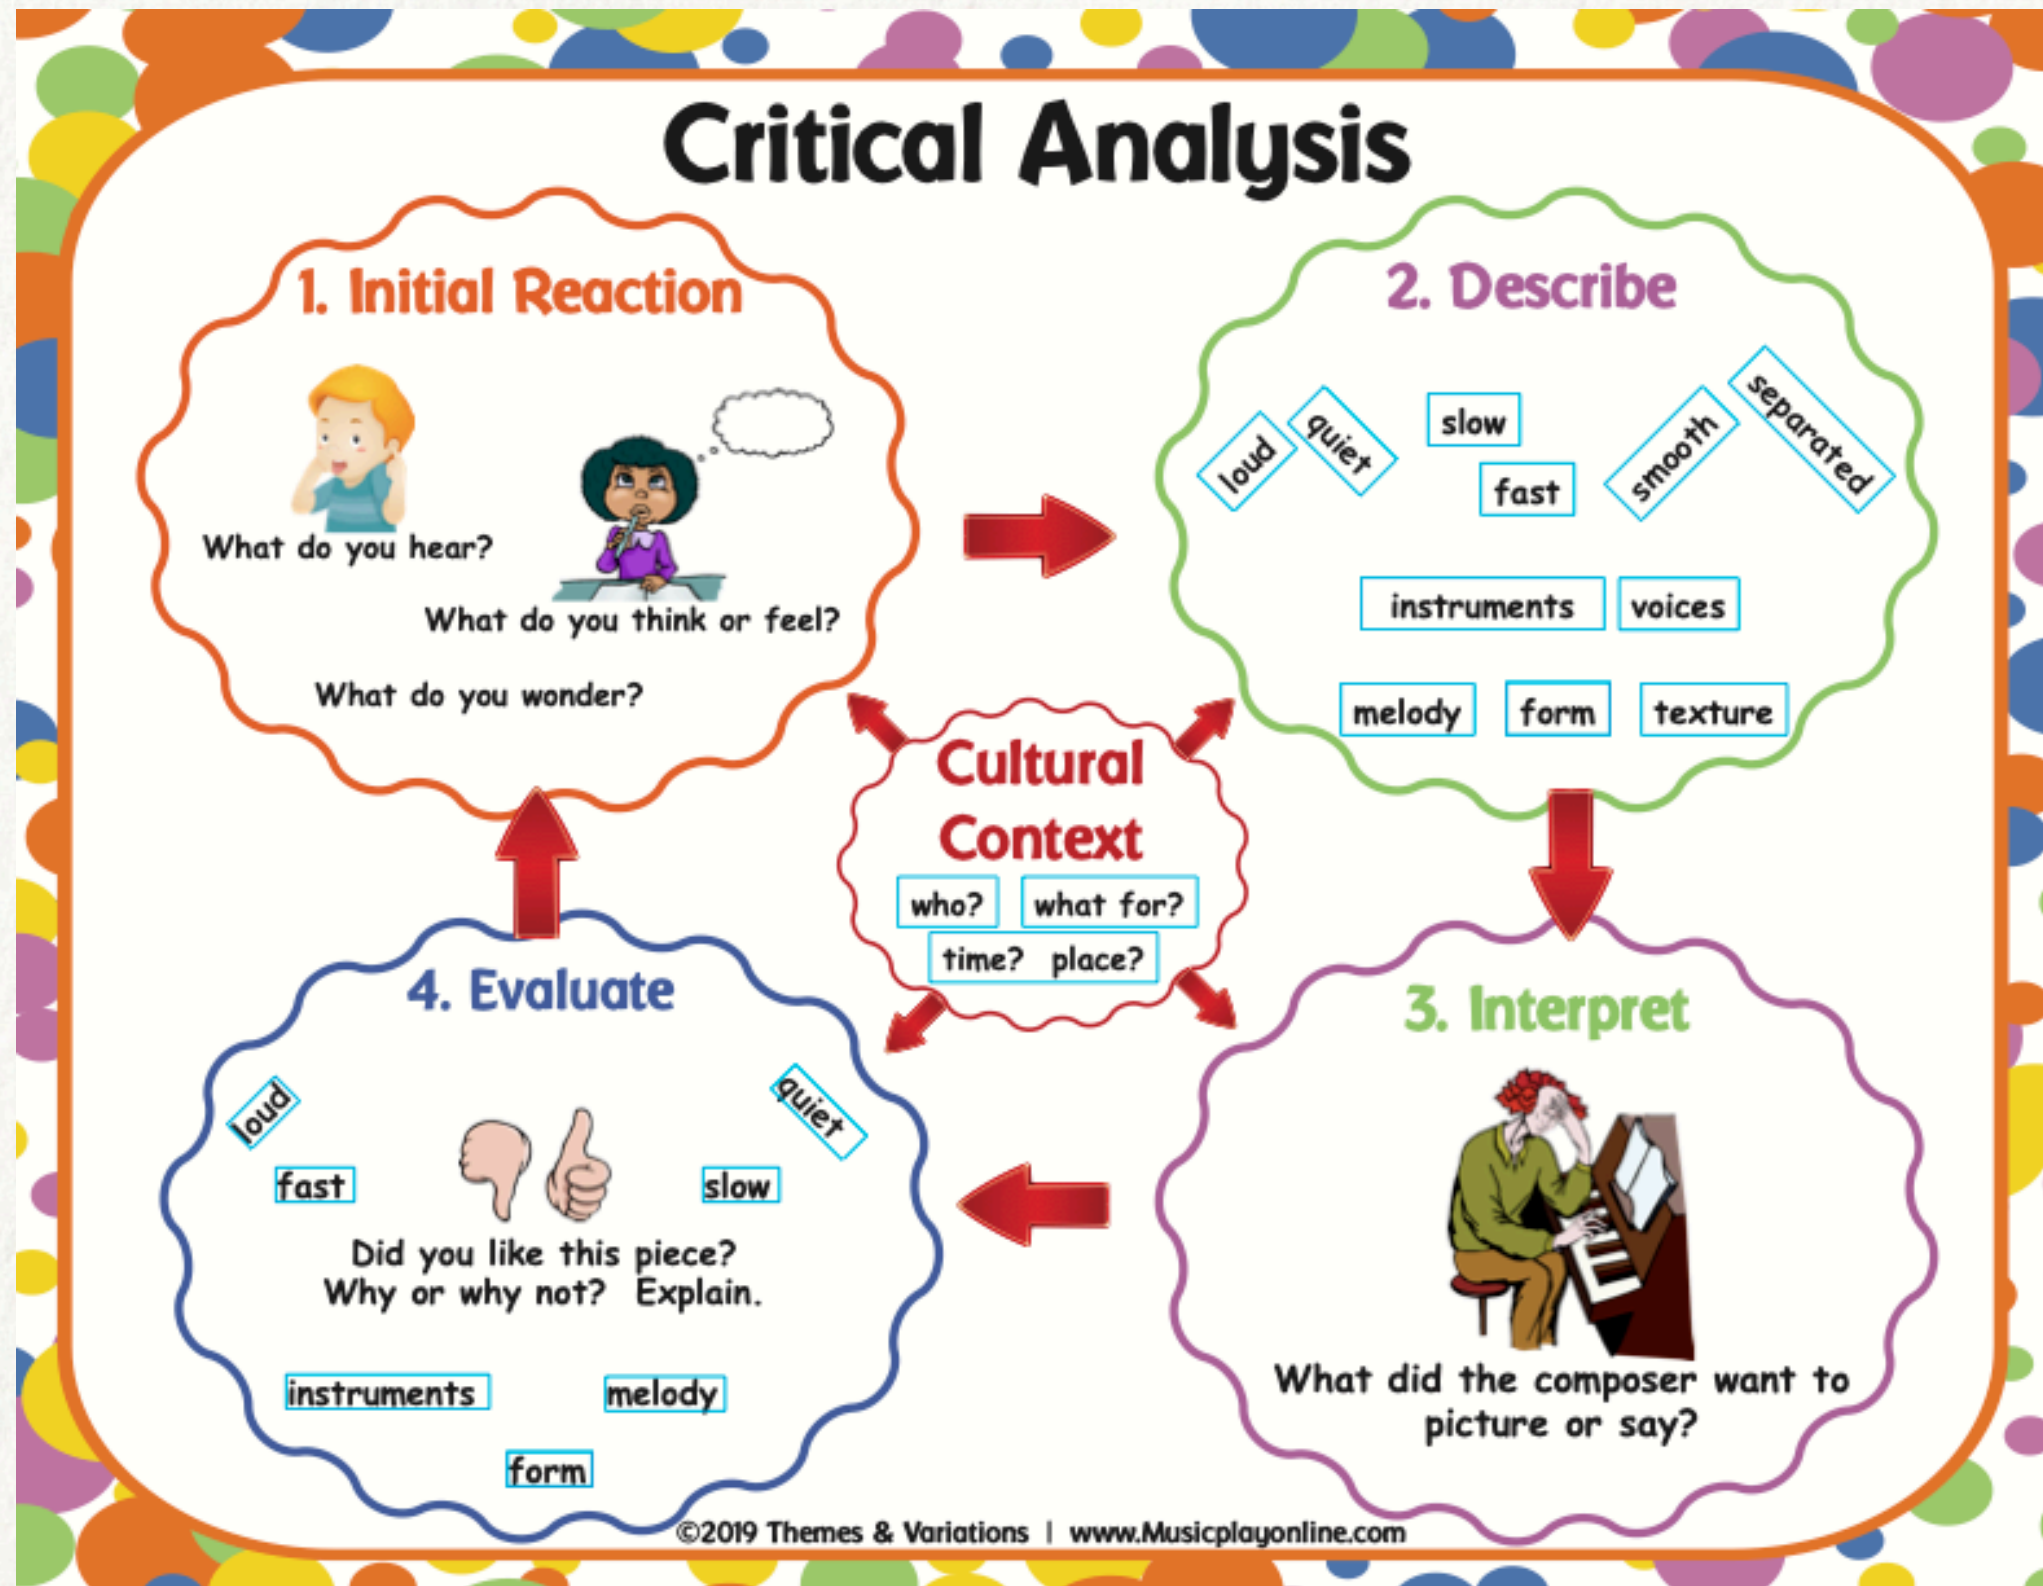 Critical Analysis
1. Initial Reaction
What do you hear?
What do you think or feel?
What do you wonder?
2. Describe
loud
quiet
slow
fast
smooth
separated
instruments
voices
melody
form
texture
Cultural
Context
who?
what for?
time? place?
3. Interpret
What did the composer want to
picture or say?
4. Evaluate
loud
quiet
fast
slow
Did you like this piece?
Why or why not? Explain.
instruments
melody
form
©2019 Themes & Variations | www.Musicplayonline.com